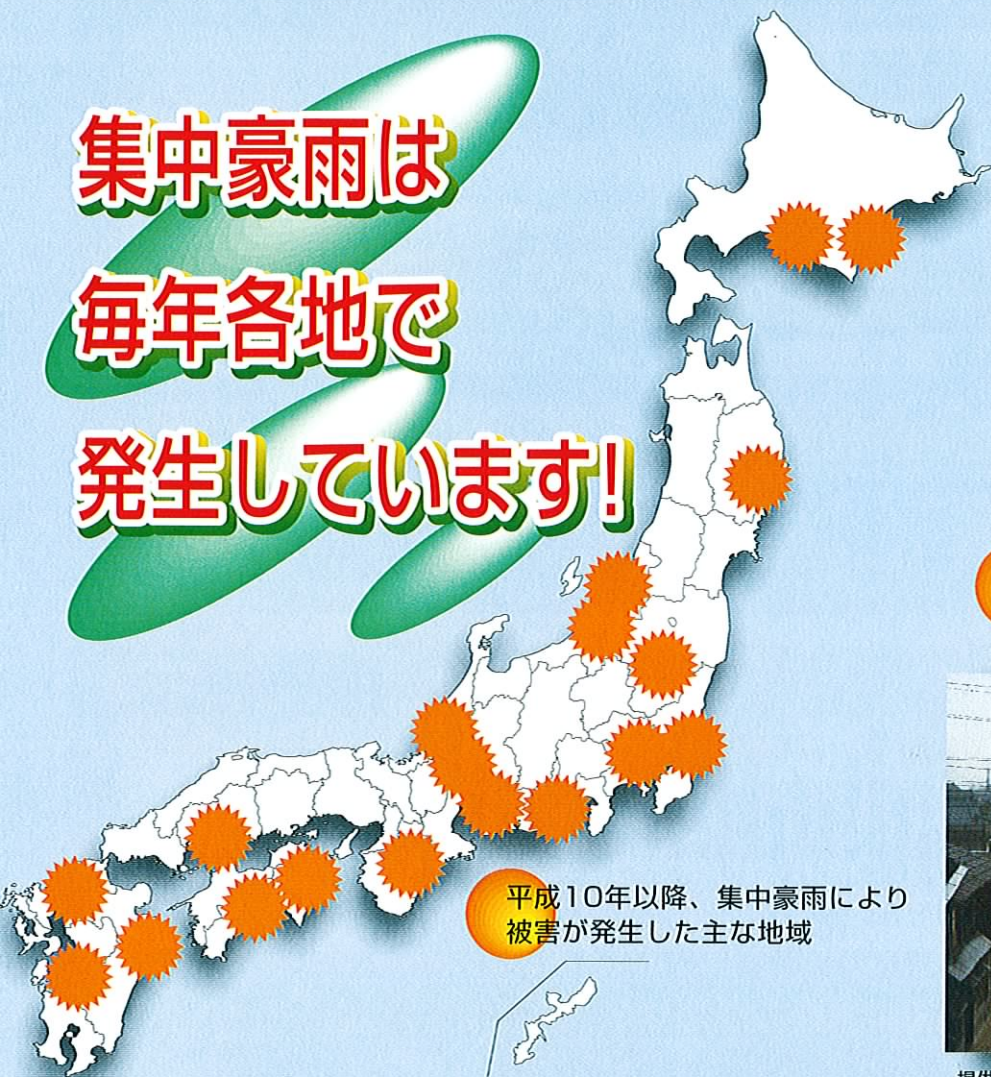 集中豪雨は
毎年各地で
発生しています!
平成10年以降、集中豪雨により
被害が発生した主な地域